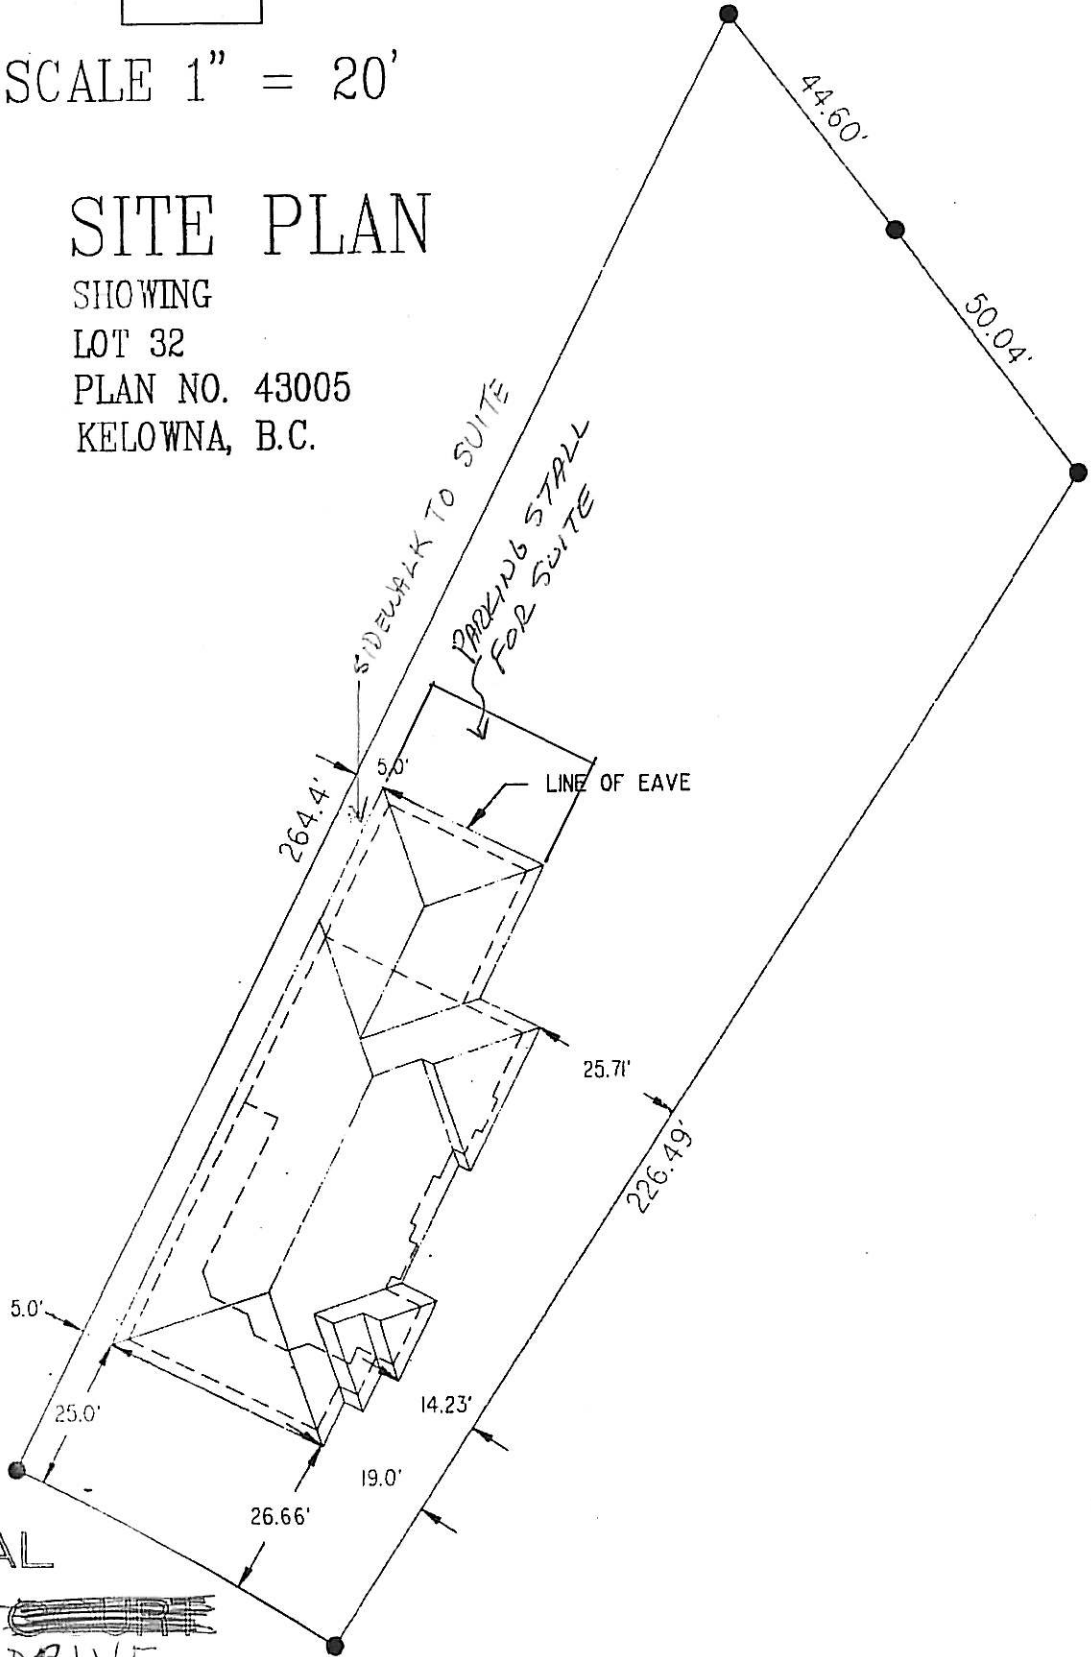 SCALE 1" = 20'
SITE PLAN
SHOWING
LOT 32
PLAN NO. 43005
KELOWNA, B.C.
44.60'
50.04'
SIDEWALK TO SUITE
PARKING STALL
FOR SUITE
264.4'
5.0'
LINE OF EAVE
25.71'
226.49'
5.0'
25.0'
14.23'
19.0'
26.66'
AL
DRIVE